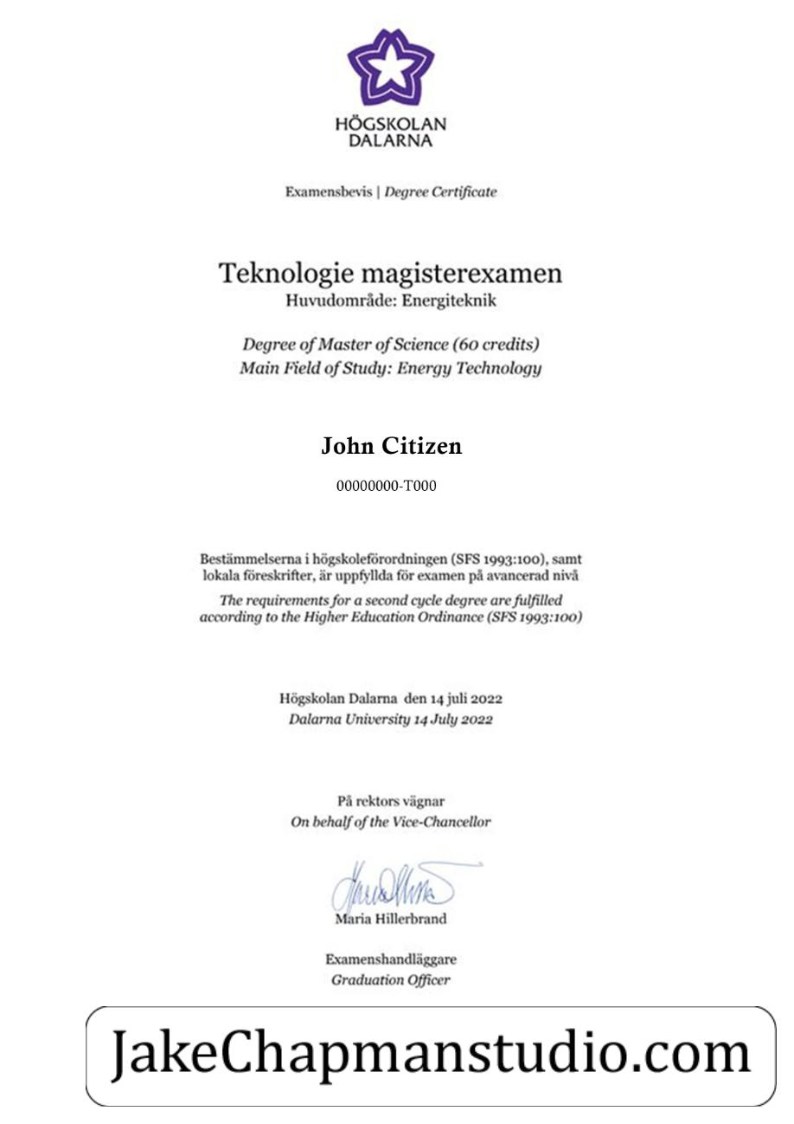 HÖGSKOLAN
DALARNA
Examensbevis | Degree Certificate
Teknologie magisterexamen
Huvudområde: Energiteknik
Degree of Master of Science (60 credits)
Main Field of Study: Energy Technology
John Citizen
00000000-T000
Bestämmelserna i högskoleförordningen (SFS 1993:100), samt
lokala föreskrifter, är uppfyllda för examen på avancerad nivå
The requirements for a second cycle degree are fulfilled
according to the Higher Education Ordinance (SFS 1993:100)
Högskolan Dalarna den 14 juli 2022
Dalarna University 14 July 2022
På rektors vägnar
On behalf of the Vice-Chancellor
Maria Hillerbrand
Examenshandläggare
Graduation Officer
JakeChapmanstudio.com